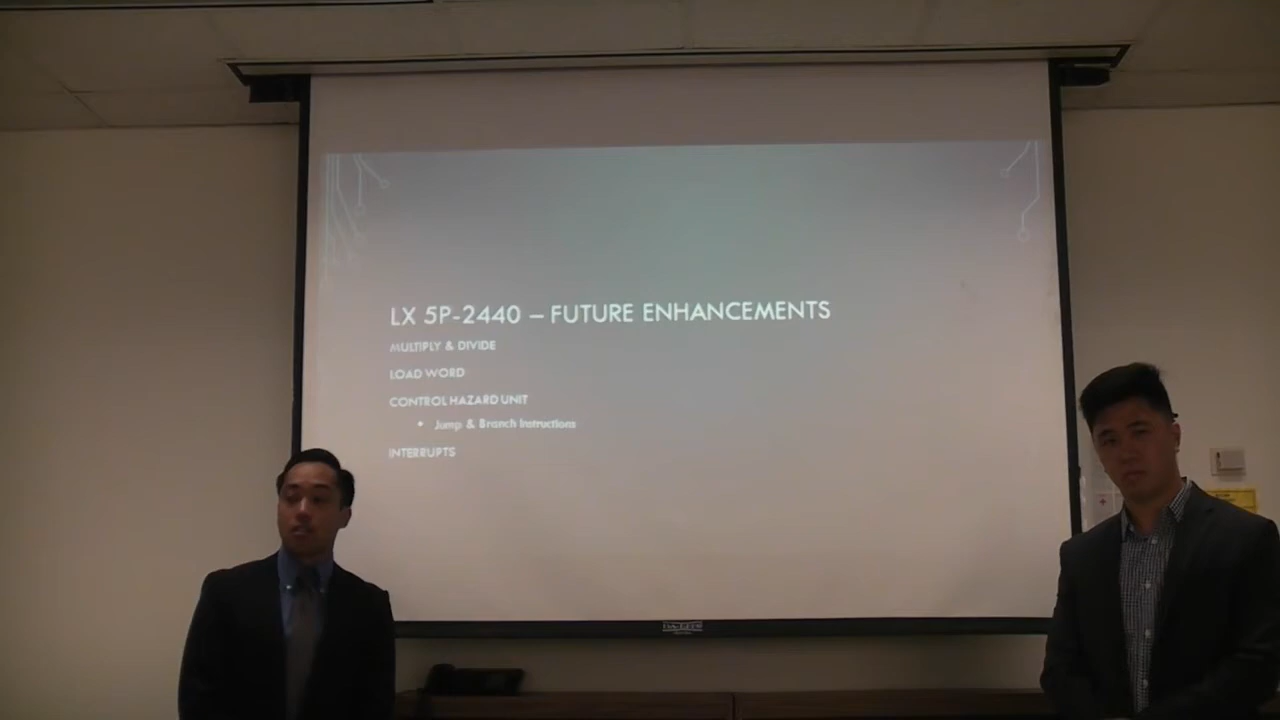 LX 5P-2440 – FUTURE ENHANCEMENTS
MULTIPLY & DIVIDE
LOAD WORD
CONTROL HAZARD UNIT
• Jump & Branch Instructions
INTERRUPTS